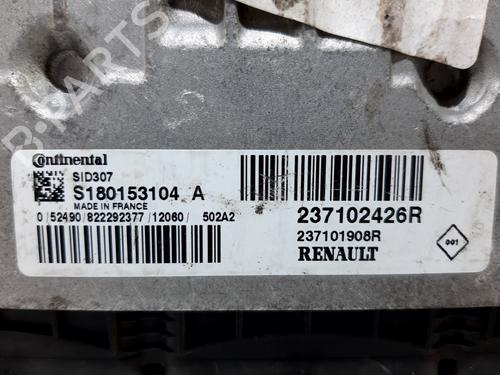 B-PARTS
Continental
SID307
S180153104 A
MADE IN FRANCE
0/52490 822292377/12060/ 502A2
237102426R
237101908R
RENAULT
001